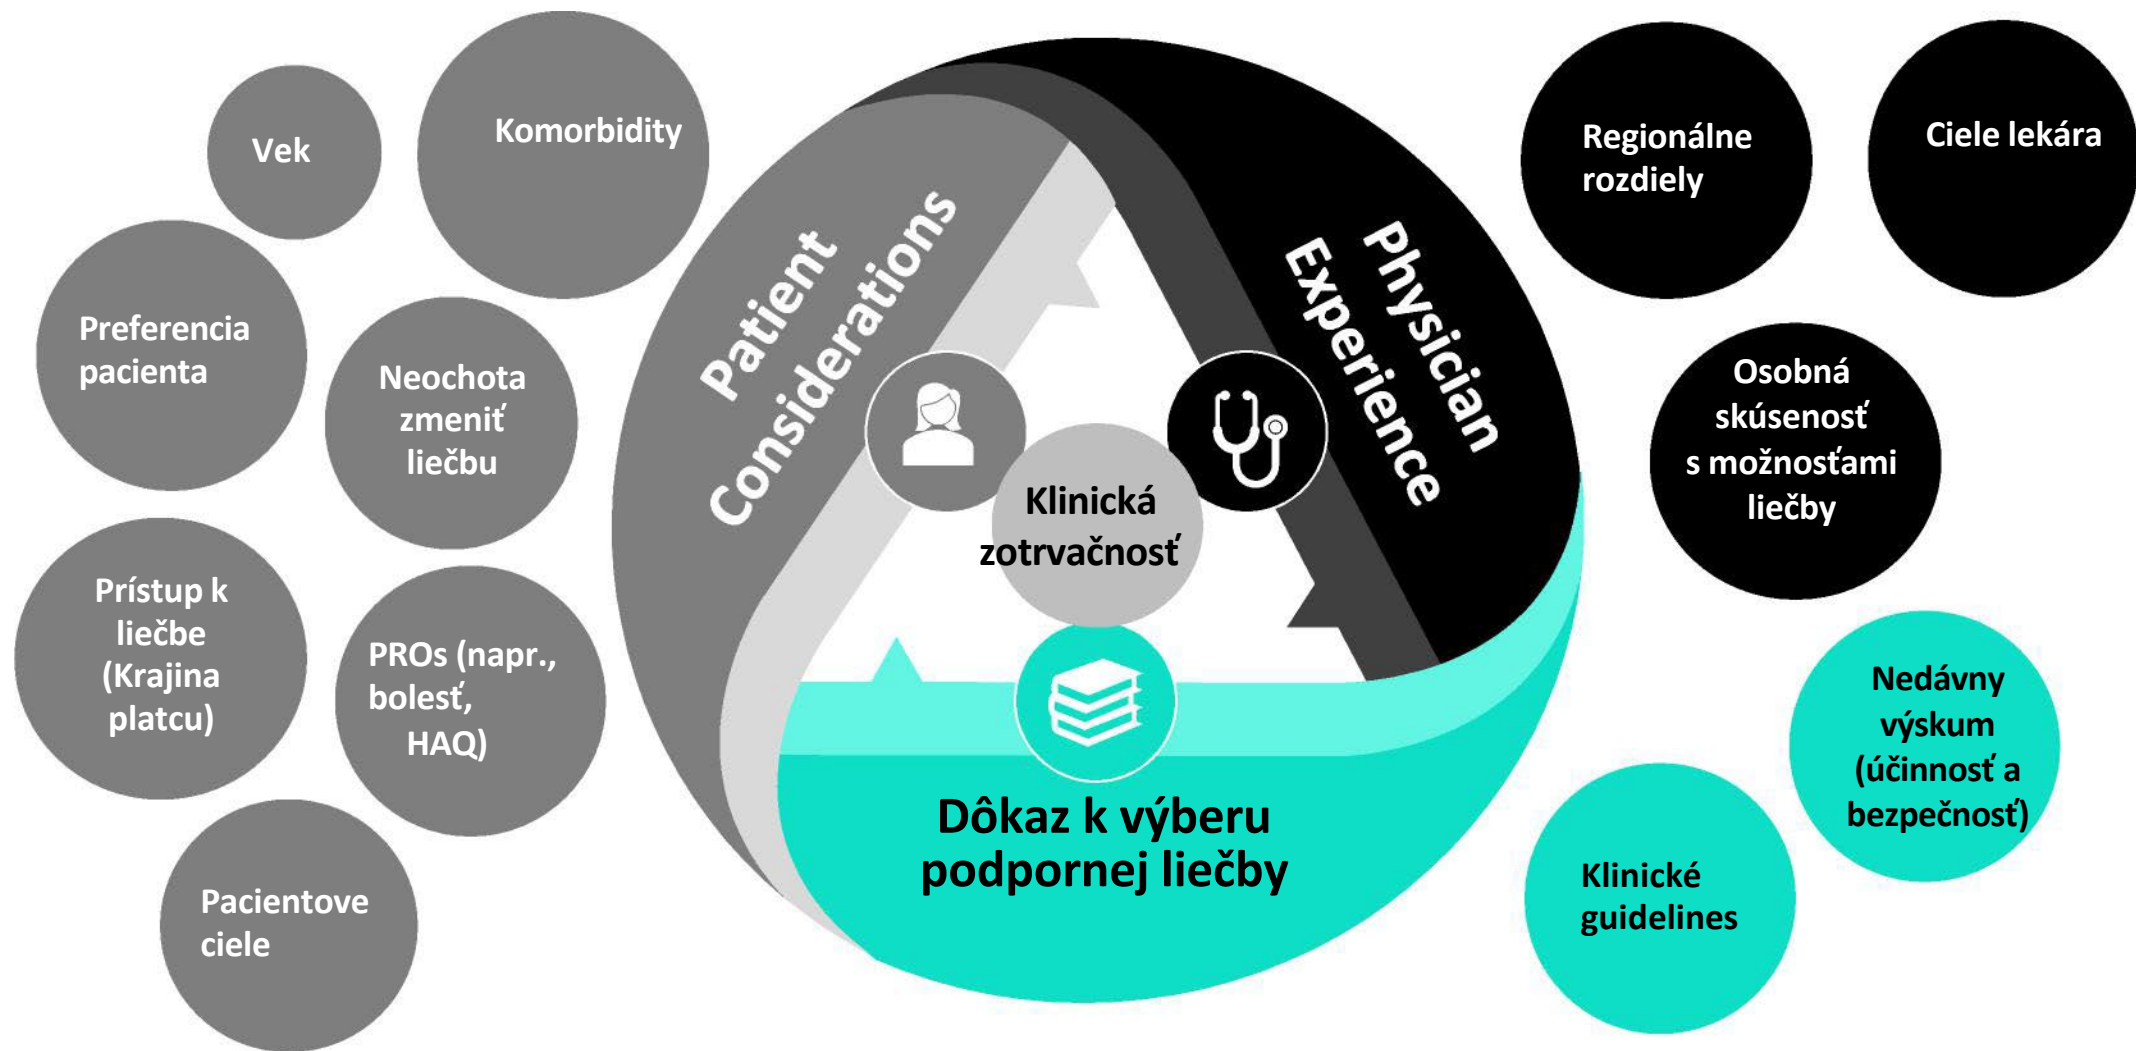 Vek
Komorbidity
Preferencia
pacienta
Neochota
zmeniť
liečbu
Prístup k
liečbe
(Krajina
platcu)
PROs (napr.,
bolesť,
HAQ)
Pacientove
ciele
Patient
Considerations
Physician
Experience
Klinická
zotrvačnosť
Dôkaz k výberu
podpornej liečby
Regionálne
rozdiely
Ciele lekára
Osobná
skúsenosť
s možnosťami
liečby
Nedávny
výskum
(účinnosť a
bezpečnosť)
Klinické
guidelines